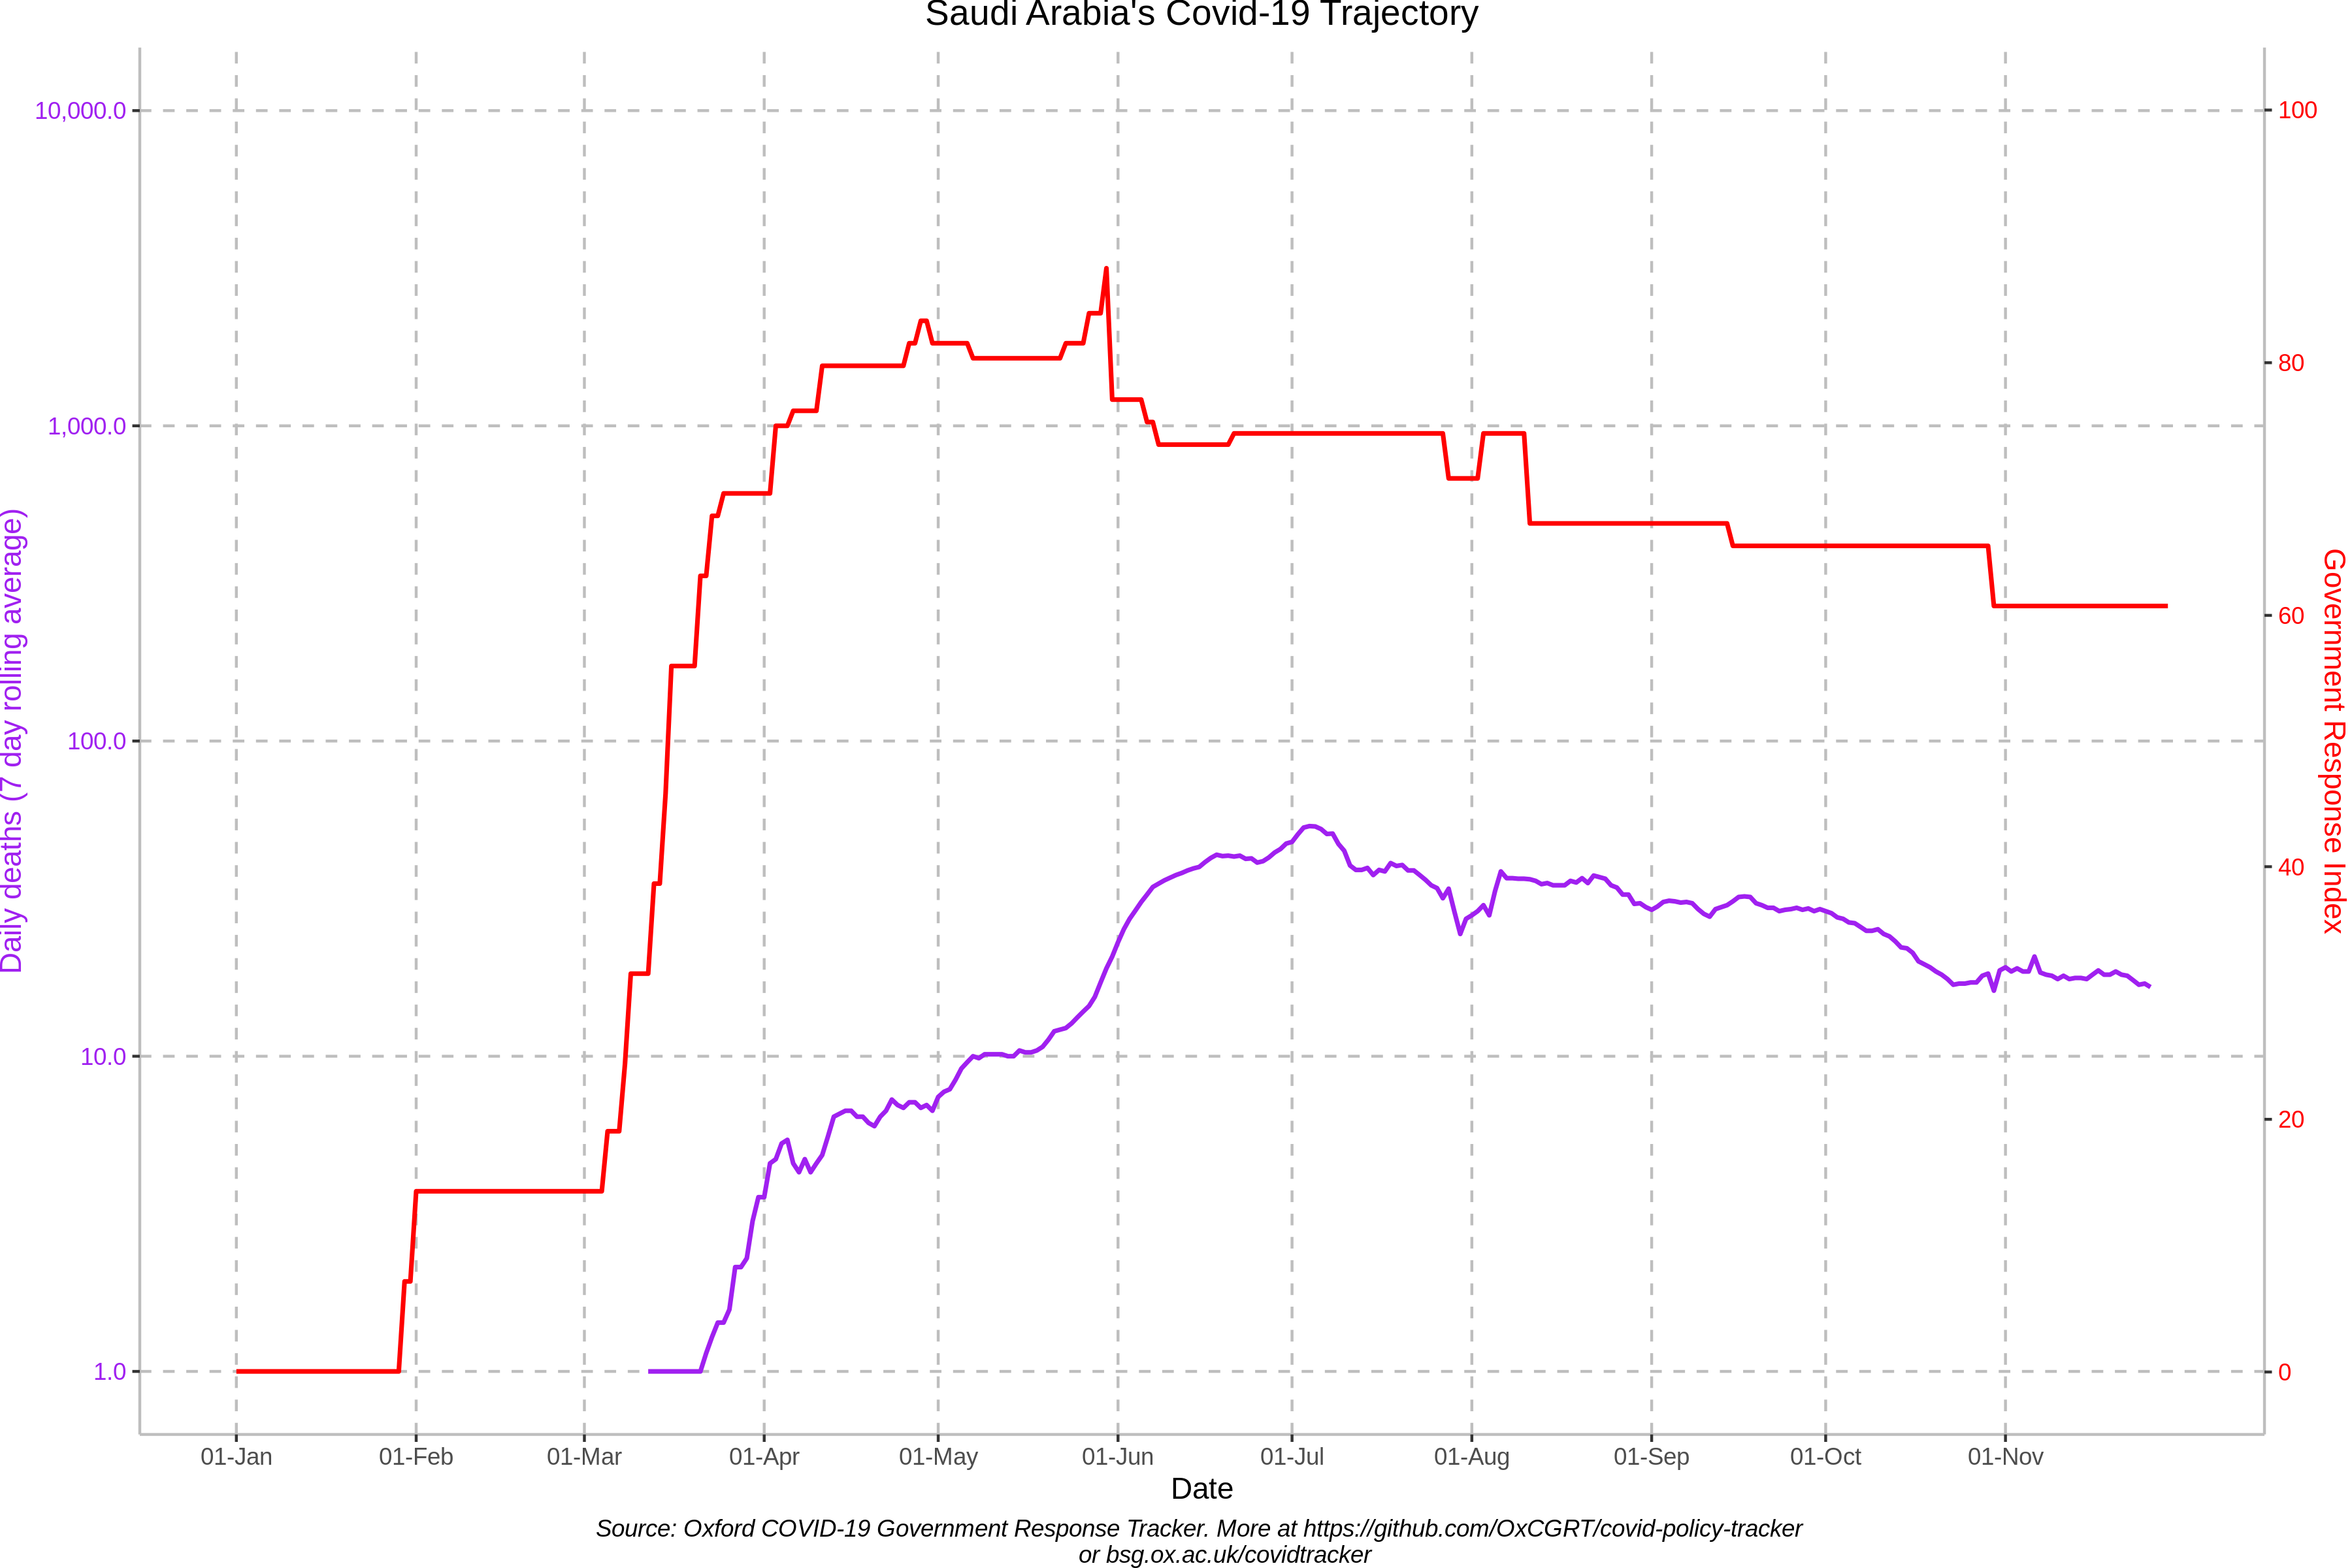 Saudi Arabia's Covid-19 Trajectory
10,000.0
1,000.0
100.0
10.0
1.0
Daily deaths (7 day rolling average)
100
80
60
40
20
0
Government Response Index
01-Jan 01-Feb 01-Mar 01-Apr 01-May 01-Jun 01-Jul 01-Aug 01-Sep 01-Oct 01-Nov
Date
Source: Oxford COVID-19 Government Response Tracker. More at https://github.com/OxCGRT/covid-policy-tracker
or bsg.ox.ac.uk/covidtracker